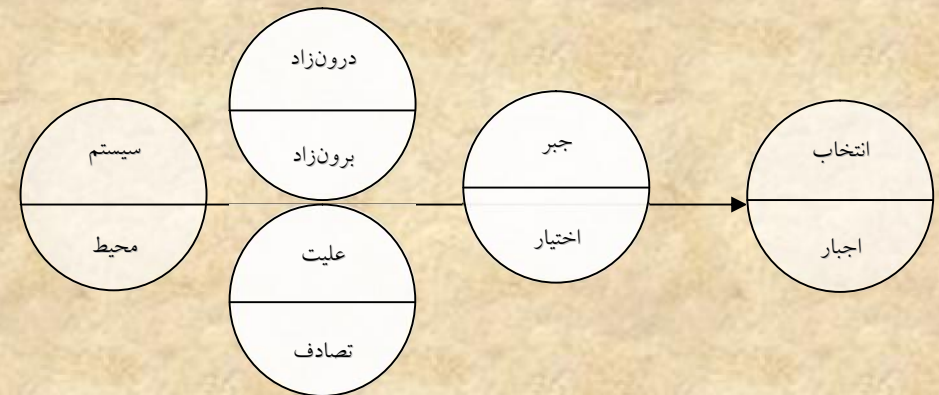 درون‌زاد
برون‌زاد
جبر
اختیار
انتخاب
اجبار
سیستم
محیط
علیت
تصادف